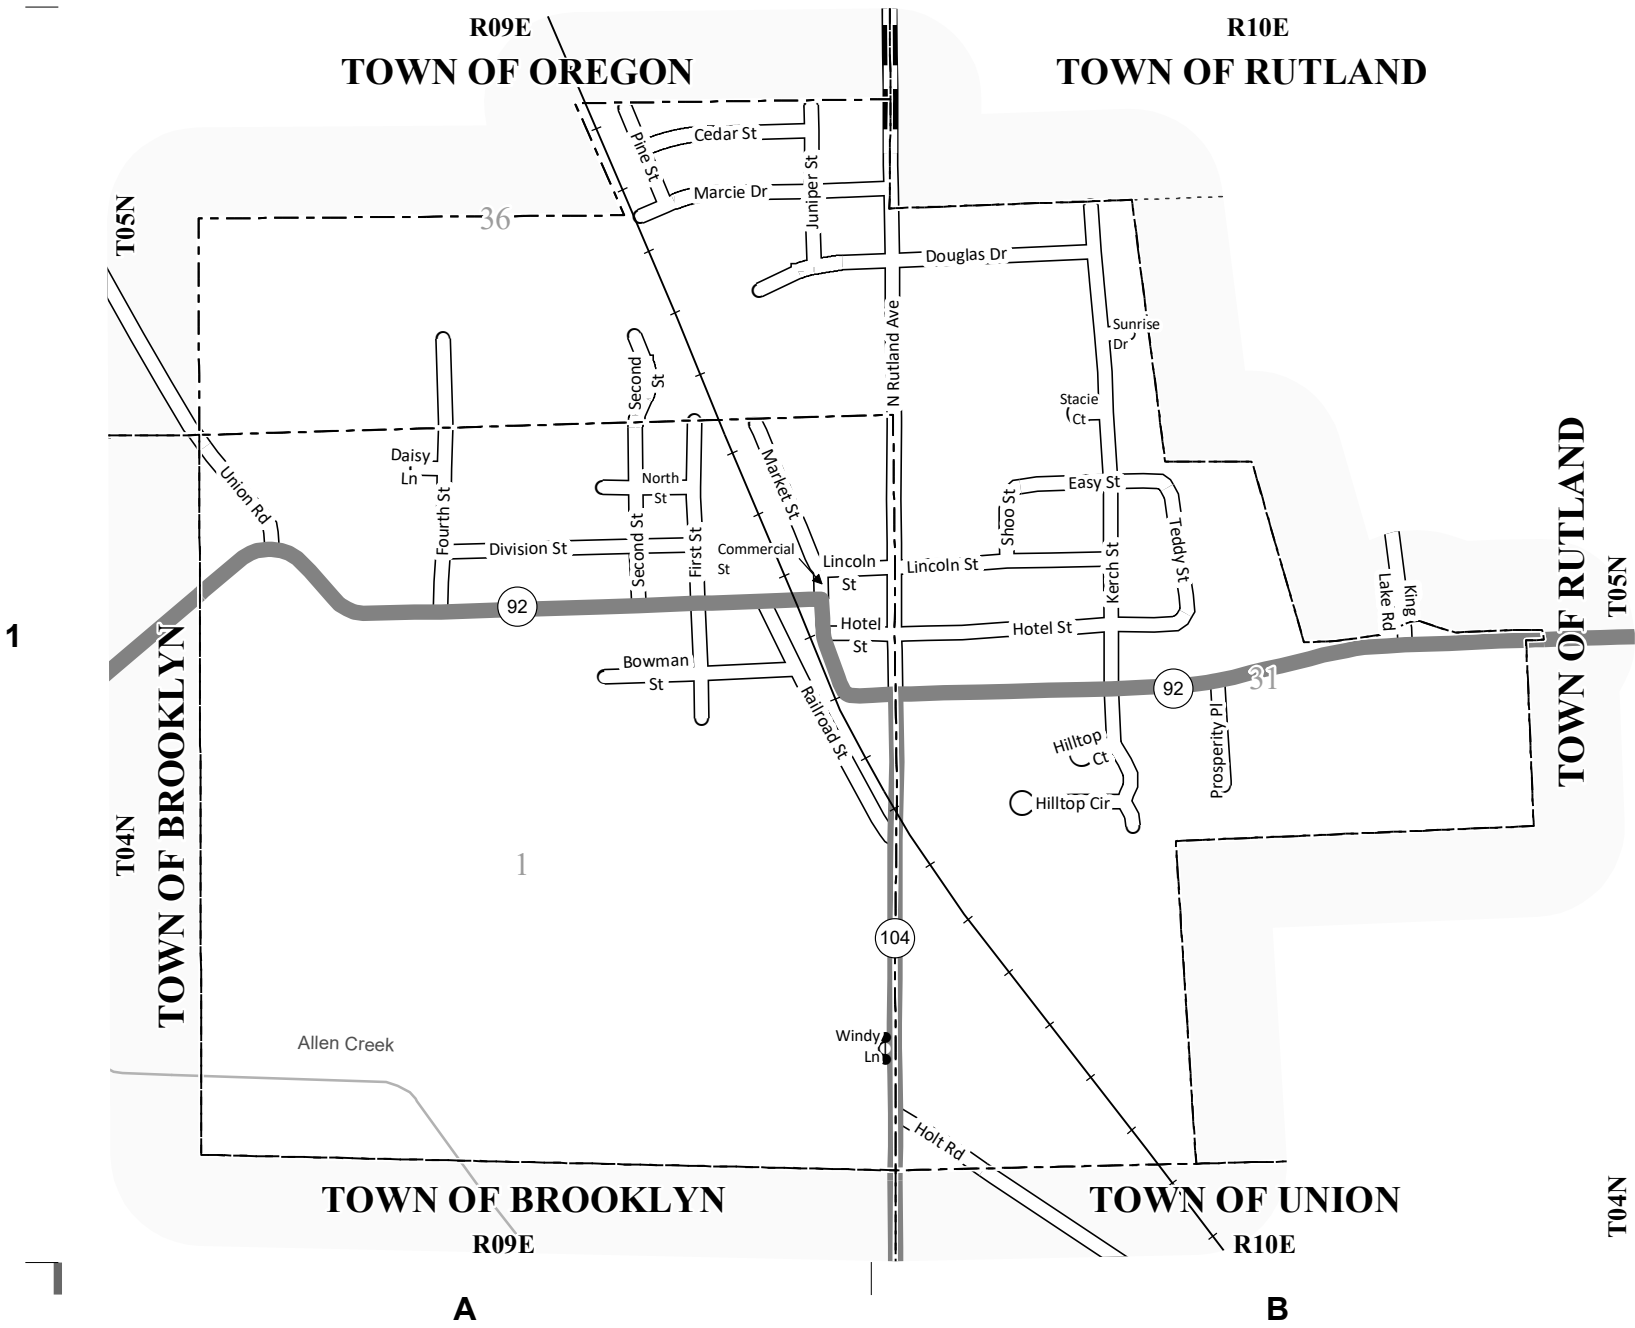 R09E
R10E
TOWN OF OREGON
TOWN OF RUTLAND
Cedar St
Pine St
Marcie Dr
Juniper St
T05N
36
Douglas Dr
N Rutland Ave
Sunrise
Dr
Second
St
Stacie
Ct
Daisy
Ln
Union Rd
Fourth St
North
St
Market St
Easy St
Shoo St
Teddy St
Division St
Second St
First St
Commercial
St
Lincoln
St
Lincoln St
Kerch St
King
Lake Rd
TOWN OF RUTLAND
T05N
92
1
Hotel
St
Hotel St
Bowman
St
Railroad St
92
31
Prosperity Pl
Hilltop
Ct
Hilltop Cir
TOWN OF BROOKLYN
T04N
1
104
Allen Creek
Windy
Ln
Holt Rd
TOWN OF BROOKLYN
TOWN OF UNION
T04N
R09E
R10E
A
B